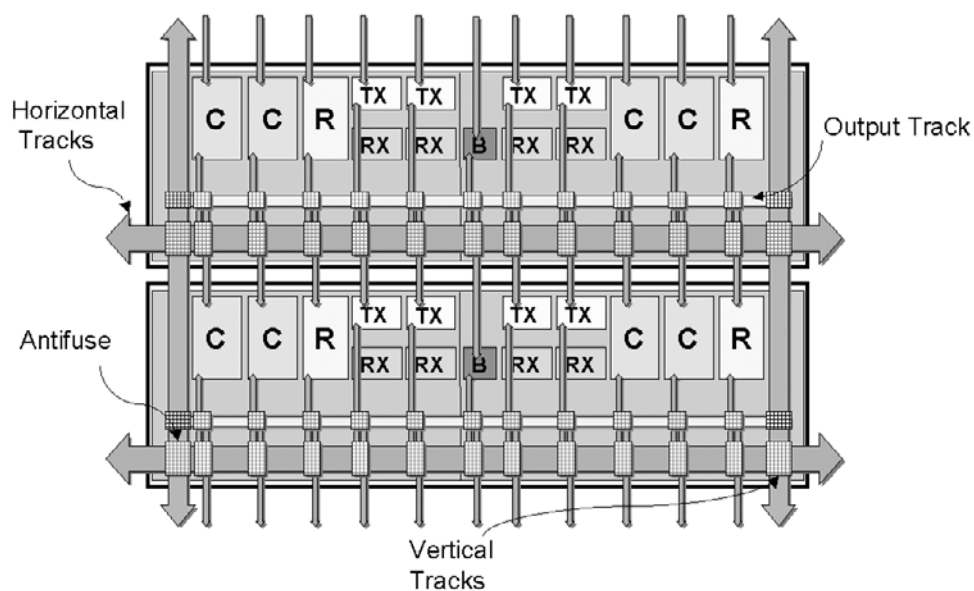 TX TX TX TX
C C R C C R
RX RX B RX RX
Horizontal
Tracks
Output Track
TX TX TX TX
C C R C C R
RX RX B RX RX
Antifuse
Vertical
Tracks